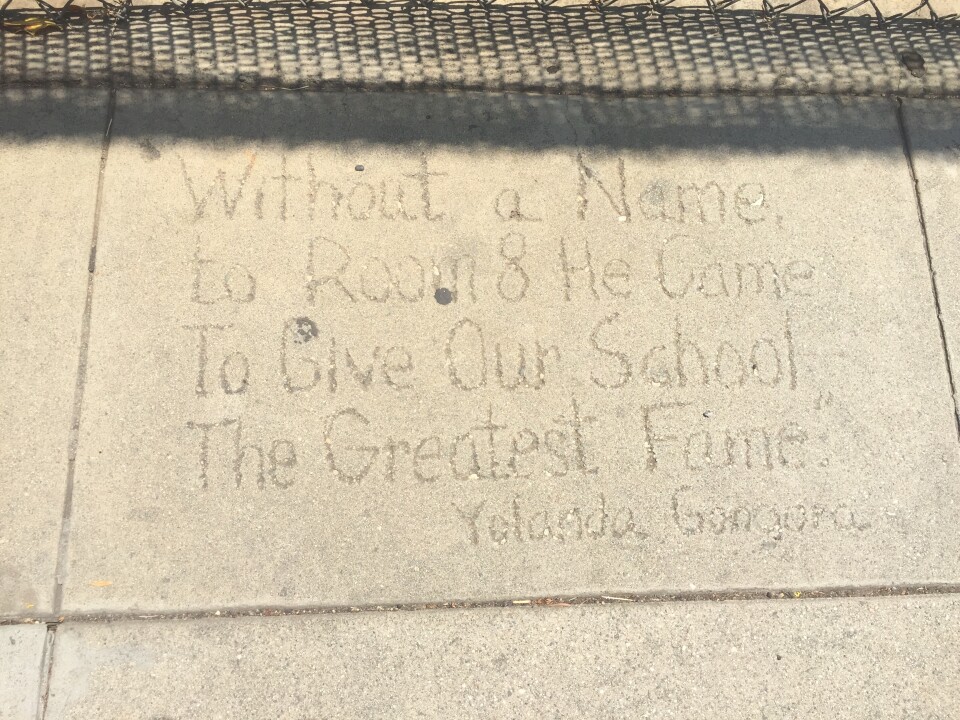 Without a Name,
to Room 8 He Came
To Give Our School
The Greatest Fame."
Yolanda Gongora